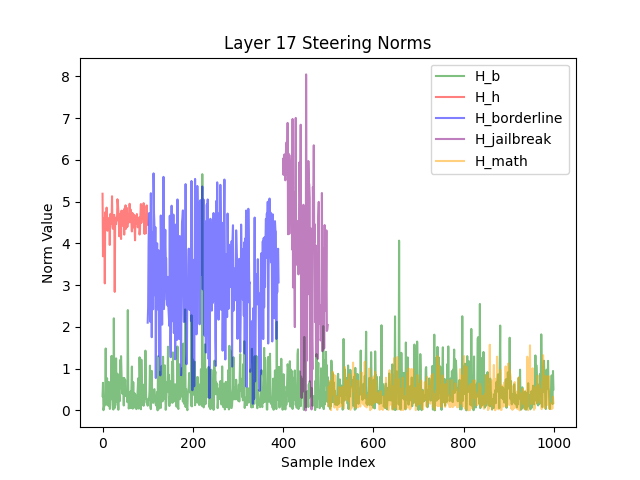 Layer 17 Steering Norms
H_b
H_h
H_borderline
H_jailbreak
H_math
Norm Value
8
7
6
5
4
3
2
1
0
0 200 400 600 800 1000
Sample Index